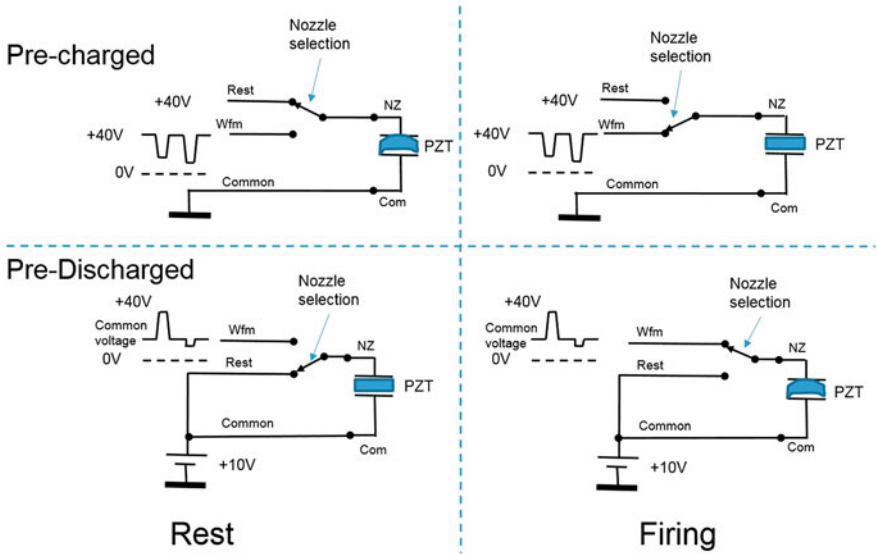 Pre-charged
Nozzle
selection
Rest
+40V
NZ
+40V
Wfm
PZT
0V
Common
Com
Nozzle
selection
Rest
+40V
NZ
+40V
Wfm
PZT
0V
Common
Com
Pre-Discharged
Nozzle
selection
+40V
Common
voltage
Wfm
0V
NZ
Rest
PZT
Common
Com
+10V
Nozzle
selection
+40V
Common
voltage
Wfm
0V
NZ
Rest
PZT
Common
Com
+10V
Rest
Firing